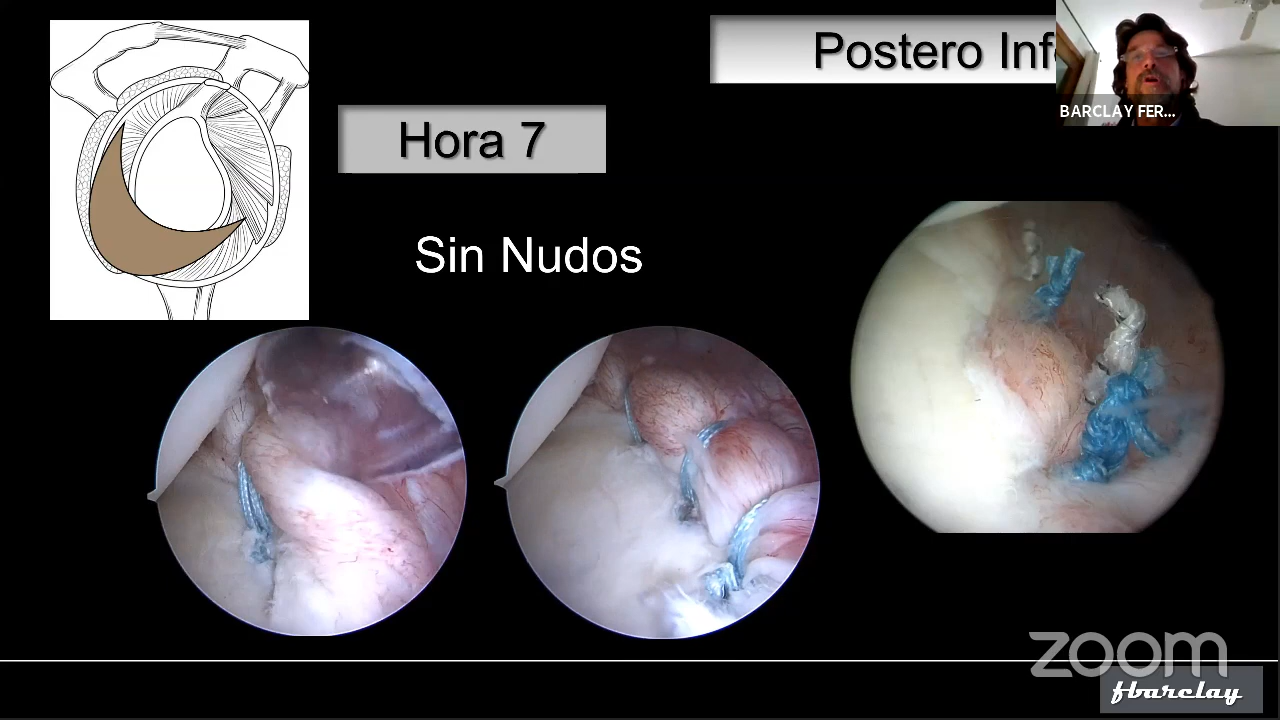 Postero Inf
BARCLAY FER...
Hora 7
Sin Nudos
zoom
fbarclay